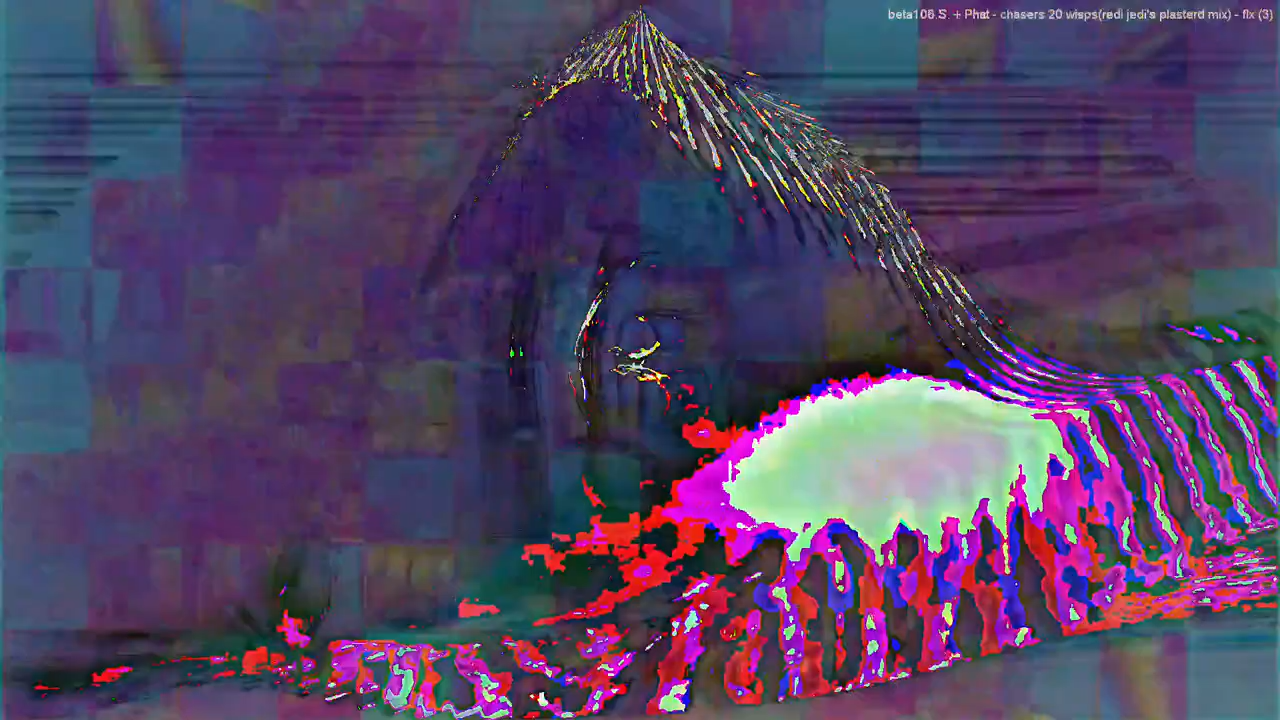 beta106.S. + Phat - chasers 20 wisps(redi jedi's plasterd mix) - flx (3)